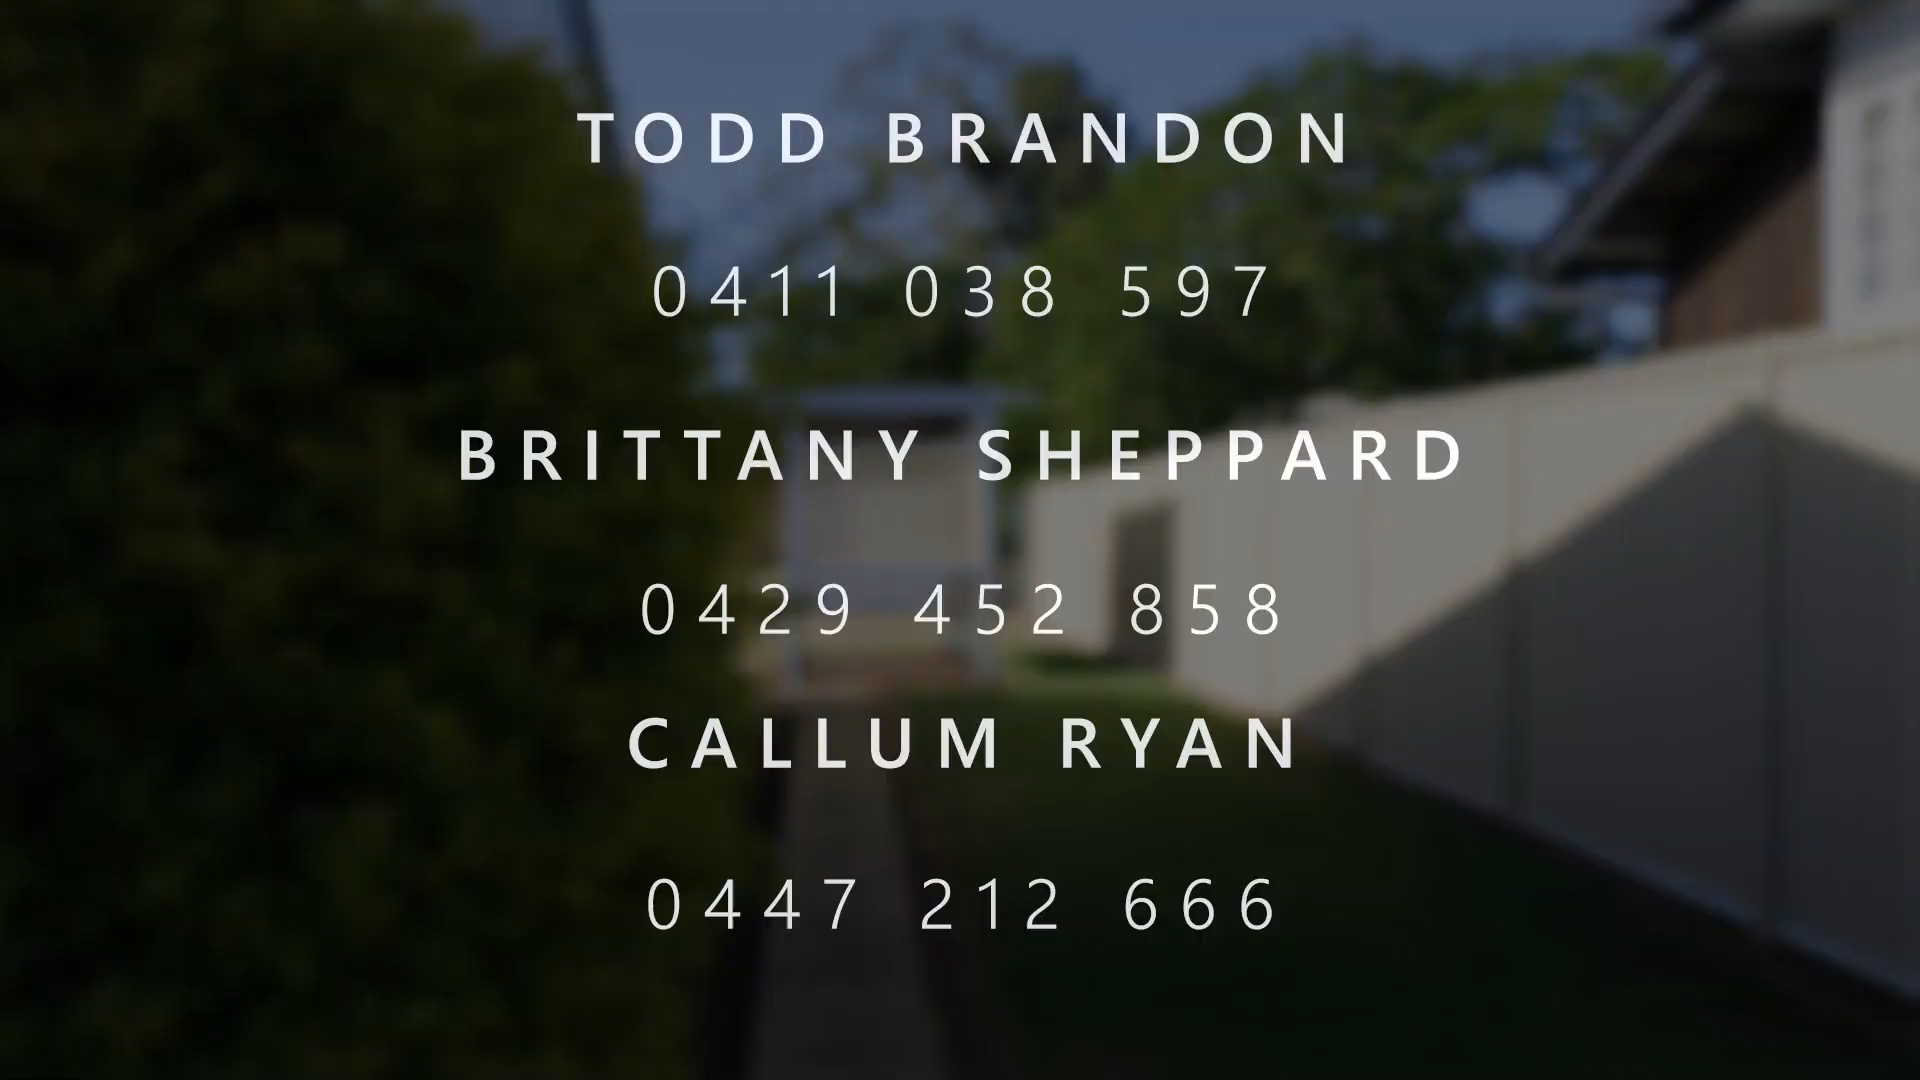 TODD BRANDON
0411 038 597
BRITTANY SHEPPARD
0429 452 858
CALLUM RYAN
0447 212 666